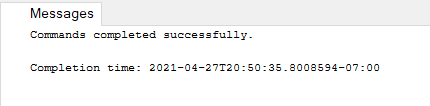 Messages
Commands completed successfully.
Completion time: 2021-04-27T20:50:35.8008594-07:00